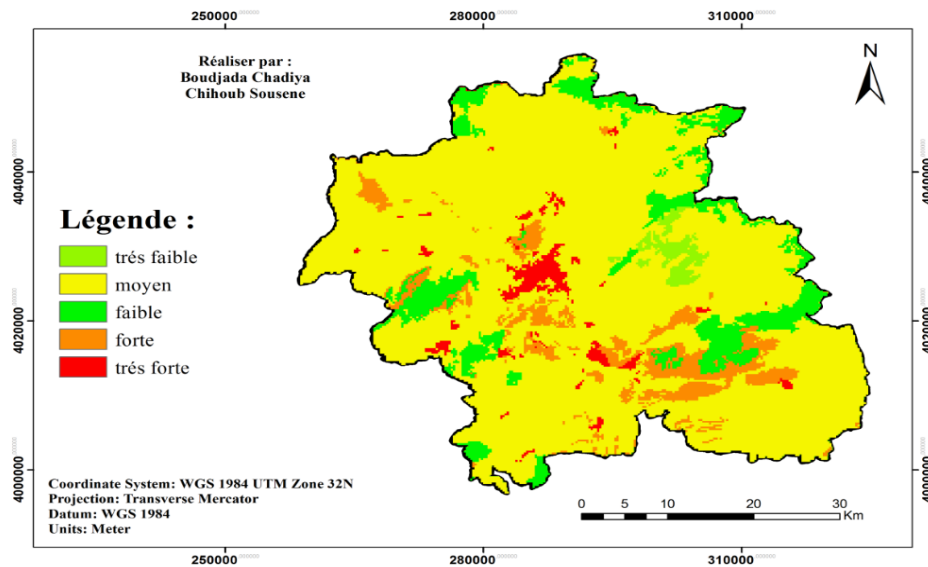 250000 280000 310000
Réaliser par :
Boudjada Chadiya
Chihoub Sousene
N
4040000 4040000
Légende :
trés faible
moyen
faible
forte
trés forte
4020000 4020000
4000000 4000000
Coordinate System: WGS 1984 UTM Zone 32N
Projection: Transverse Mercator
Datum: WGS 1984
Units: Meter
0 5 10 20 30
Km
250000 280000 310000